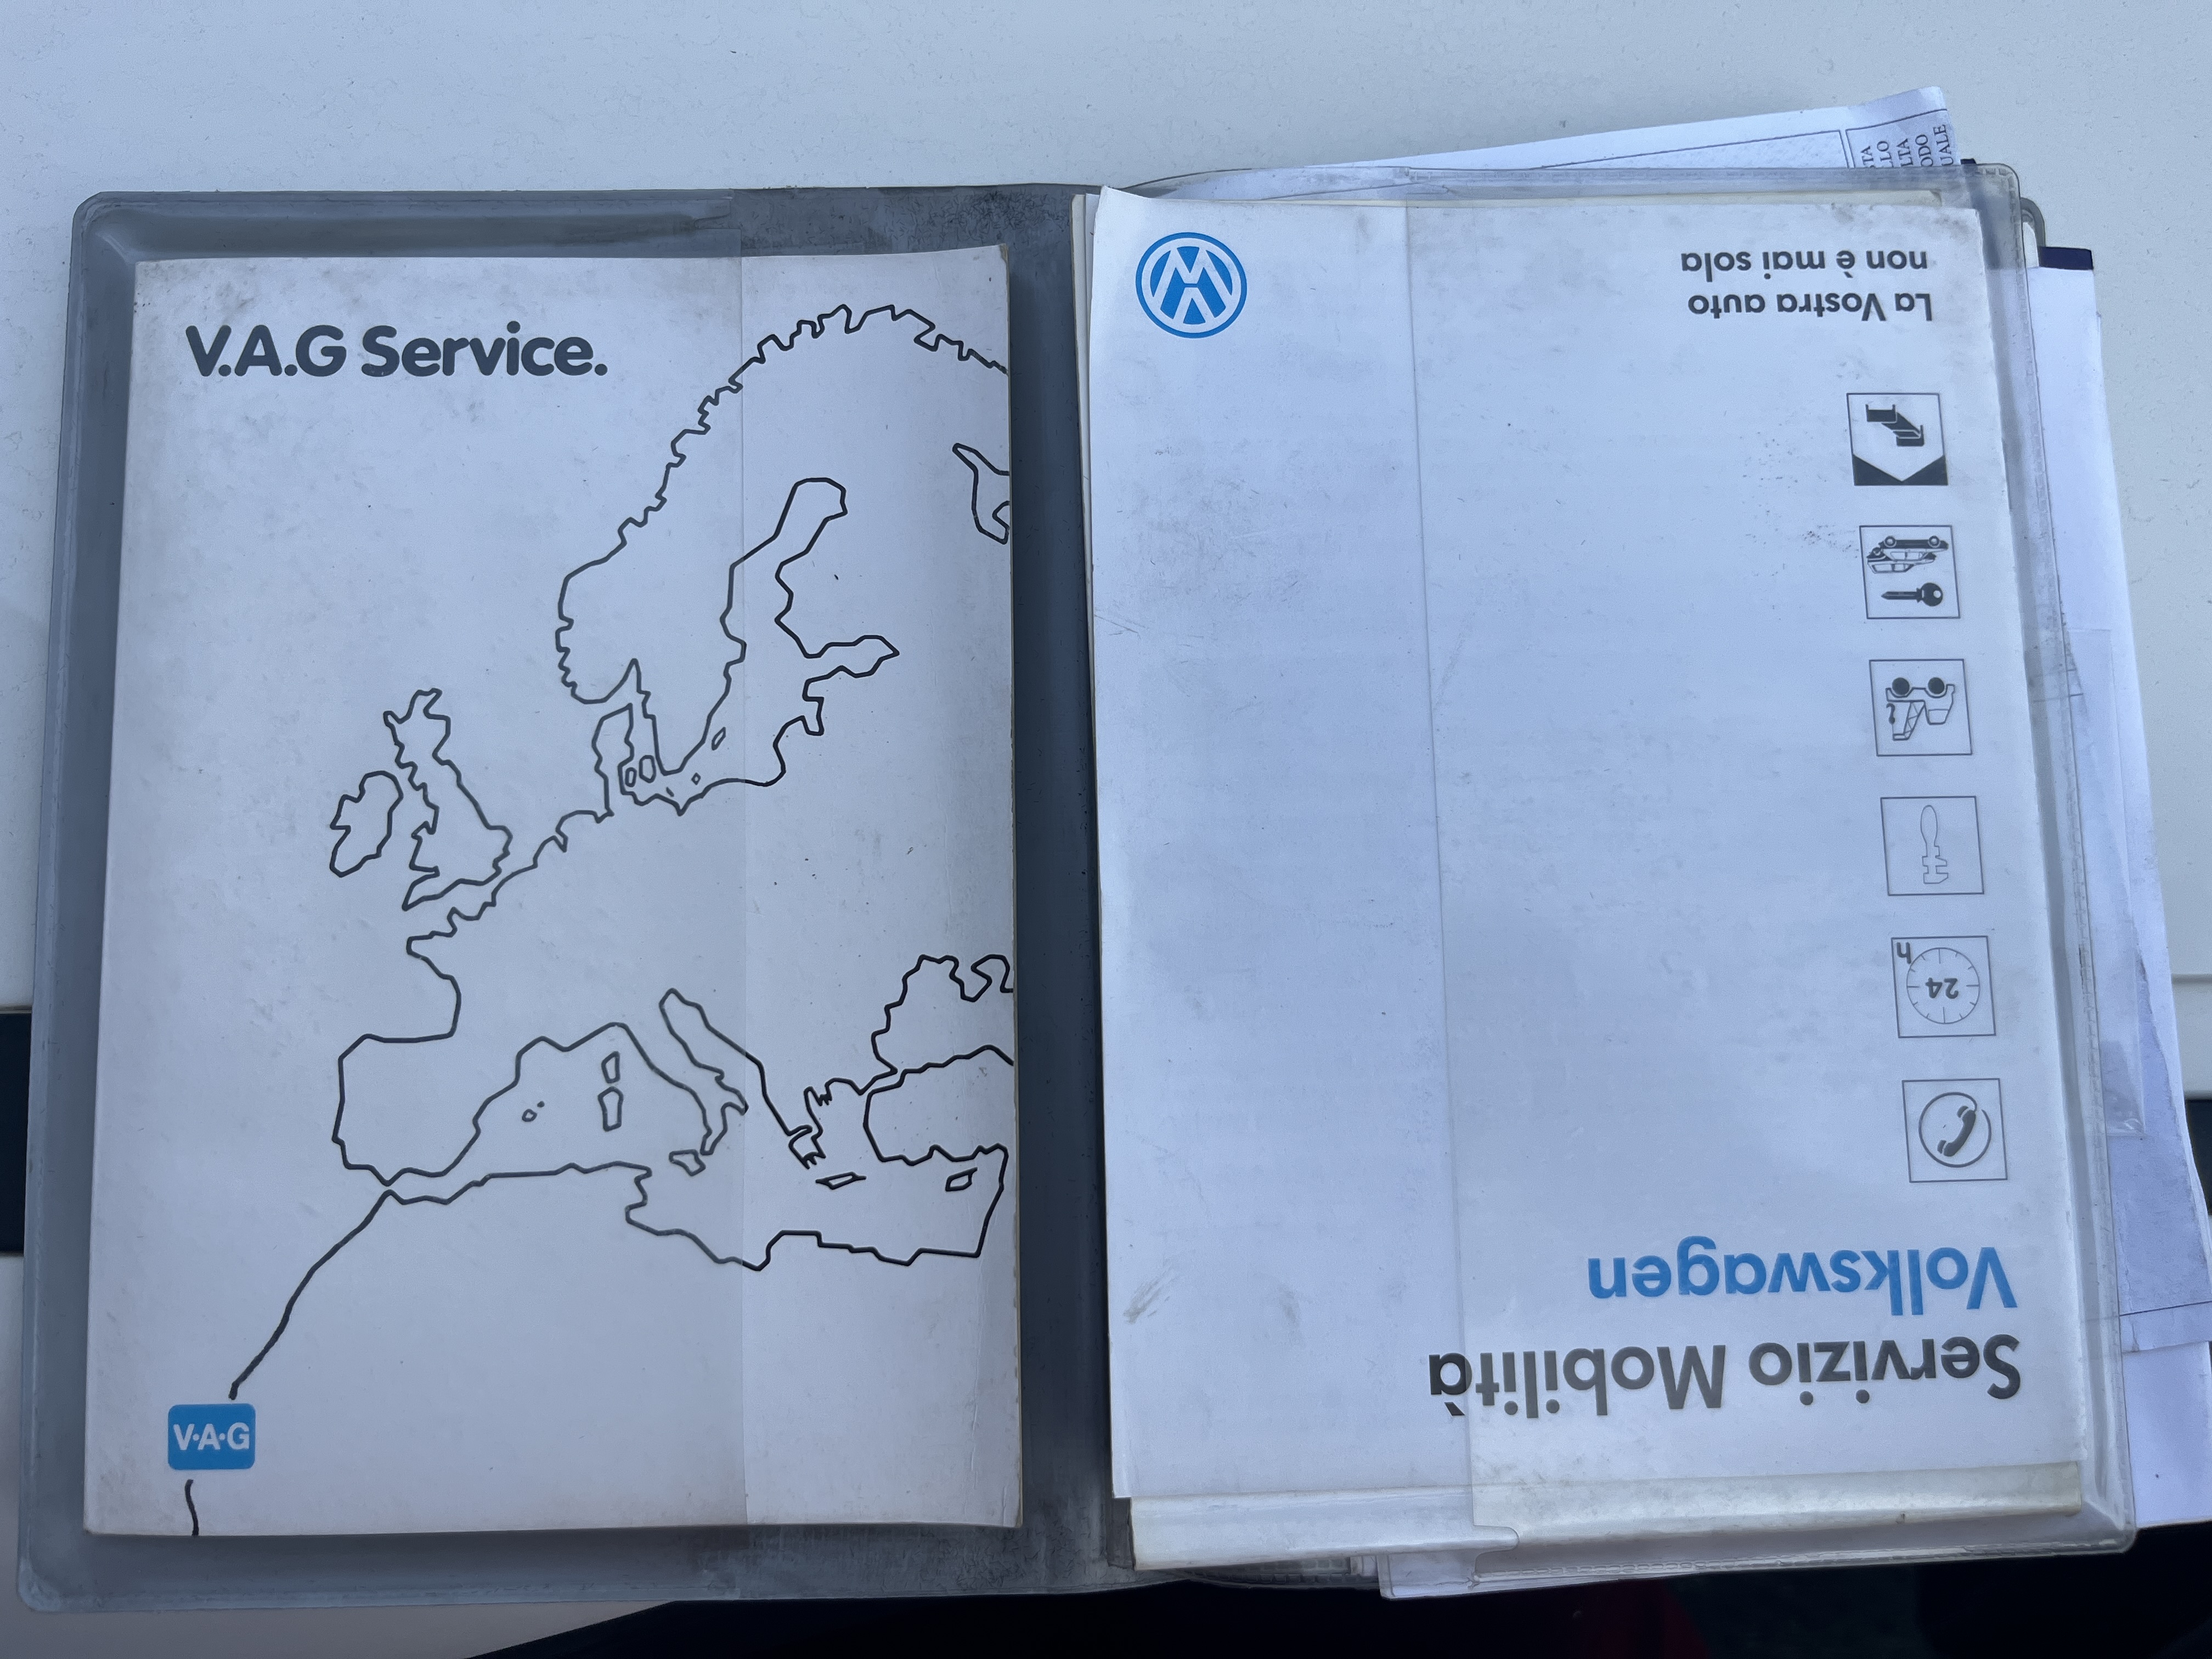 V.A.G Service.
V·A·G
Servizio Mobilità
Volkswagen
24
h
La Vostra auto
non è mai sola